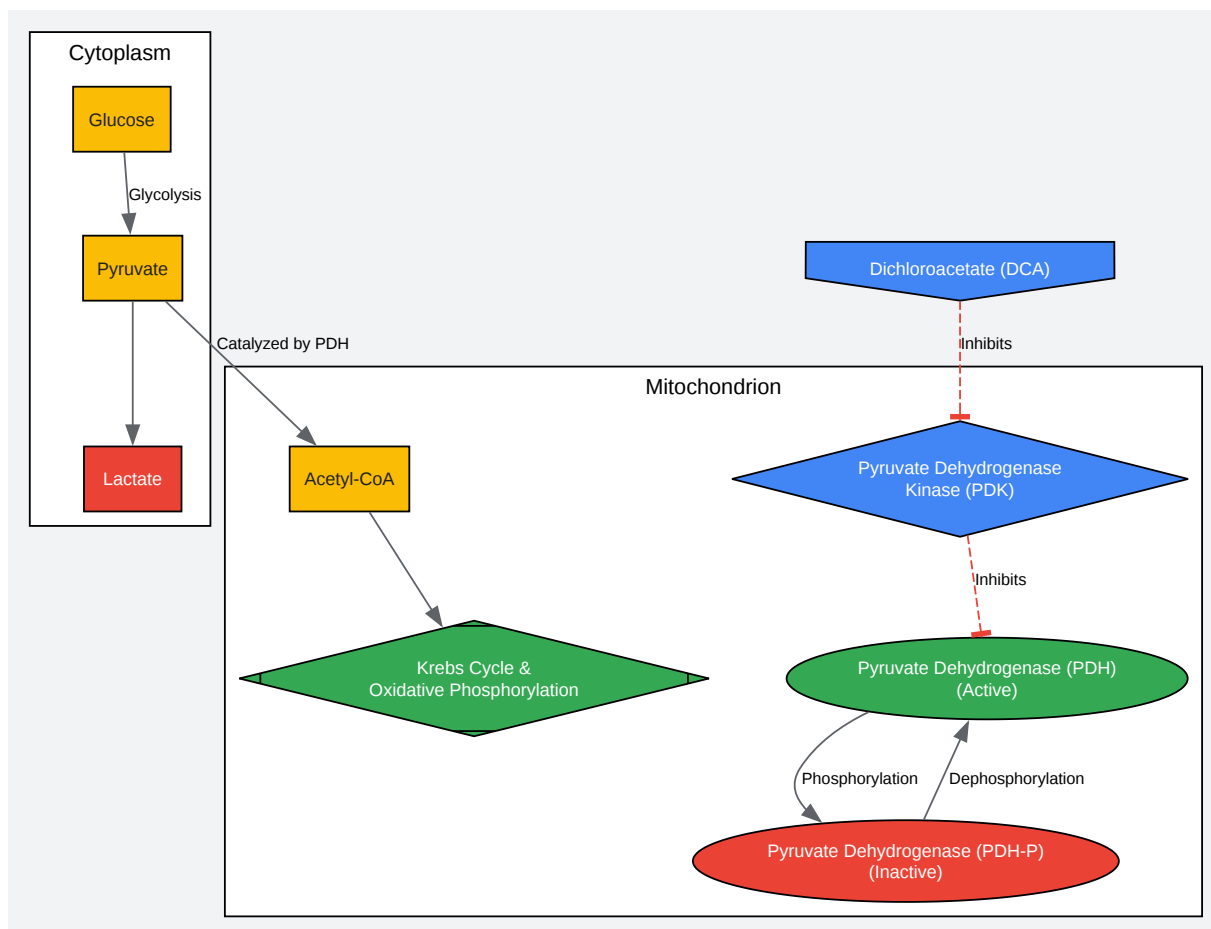 Cytoplasm
Glucose
Glycolysis
Pyruvate
Dichloroacetate (DCA)
Catalyzed by PDH
Inhibits
Mitochondrion
Lactate
Acetyl-CoA
Pyruvate Dehydrogenase
Kinase (PDK)
Inhibits
Krebs Cycle &
Oxidative Phosphorylation
Pyruvate Dehydrogenase (PDH)
(Active)
Phosphorylation
Dephosphorylation
Pyruvate Dehydrogenase (PDH-P)
(Inactive)